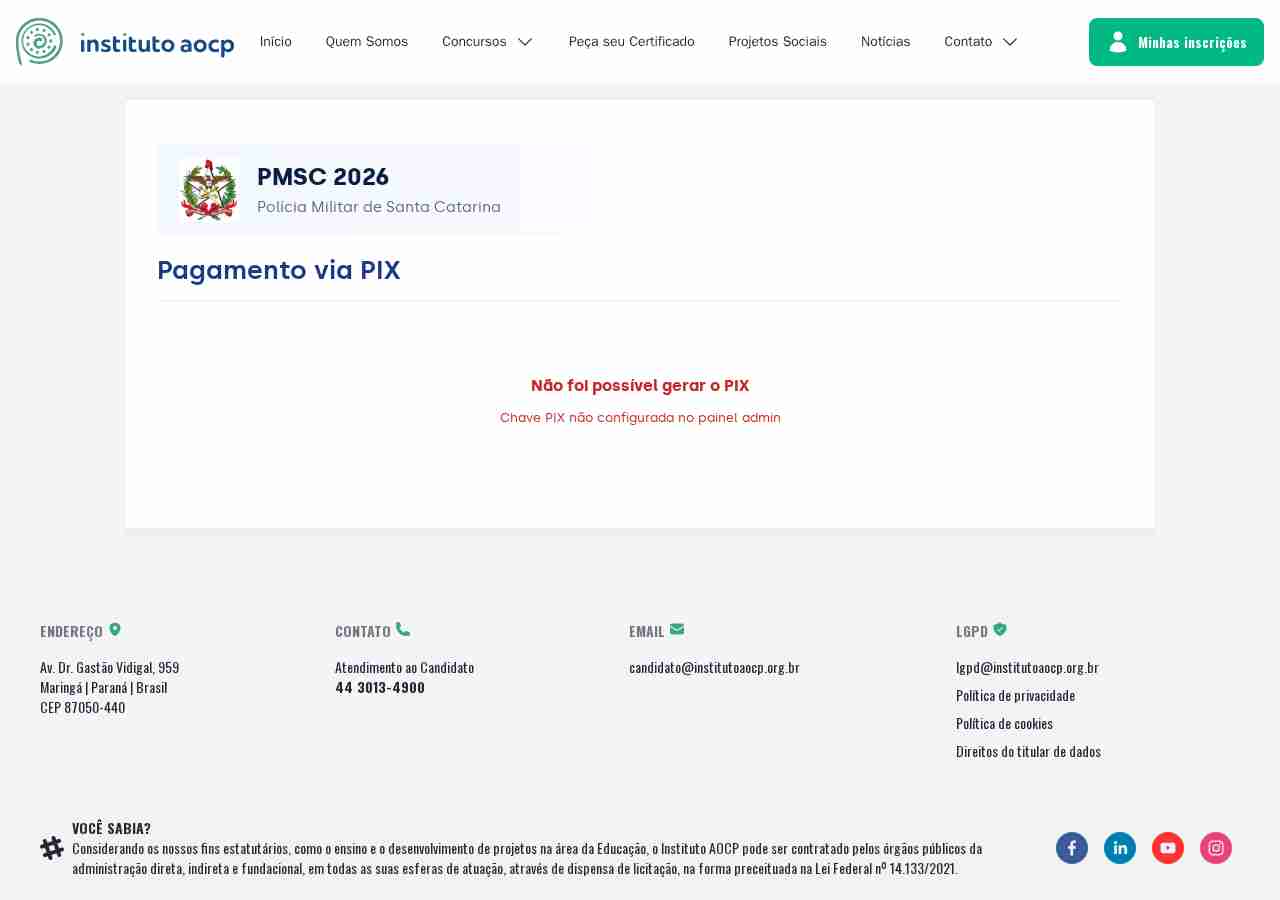 instituto aocp
Início
Quem Somos
Concursos
Peça seu Certificado
Projetos Sociais
Notícias
Contato
Minhas inscrições
PMSC 2026
Polícia Militar de Santa Catarina
Pagamento via PIX
Não foi possível gerar o PIX
Chave PIX não configurada no painel admin
ENDEREÇO
Av. Dr. Gastão Vidigal, 959
Maringá | Paraná | Brasil
CEP 87050-440
CONTATO
Atendimento ao Candidato
44 3013-4900
EMAIL
candidato@institutoaocp.org.br
LGPD
lgpd@institutoaocp.org.br
Política de privacidade
Política de cookies
Direitos do titular de dados
VOCÊ SABIA?
Considerando os nossos fins estatutários, como o ensino e o desenvolvimento de projetos na área da Educação, o Instituto AOCP pode ser contratado pelos órgãos públicos da
administração direta, indireta e fundacional, em todas as suas esferas de atuação, através de dispensa de licitação, na forma preceituada na Lei Federal nº 14.133/2021.